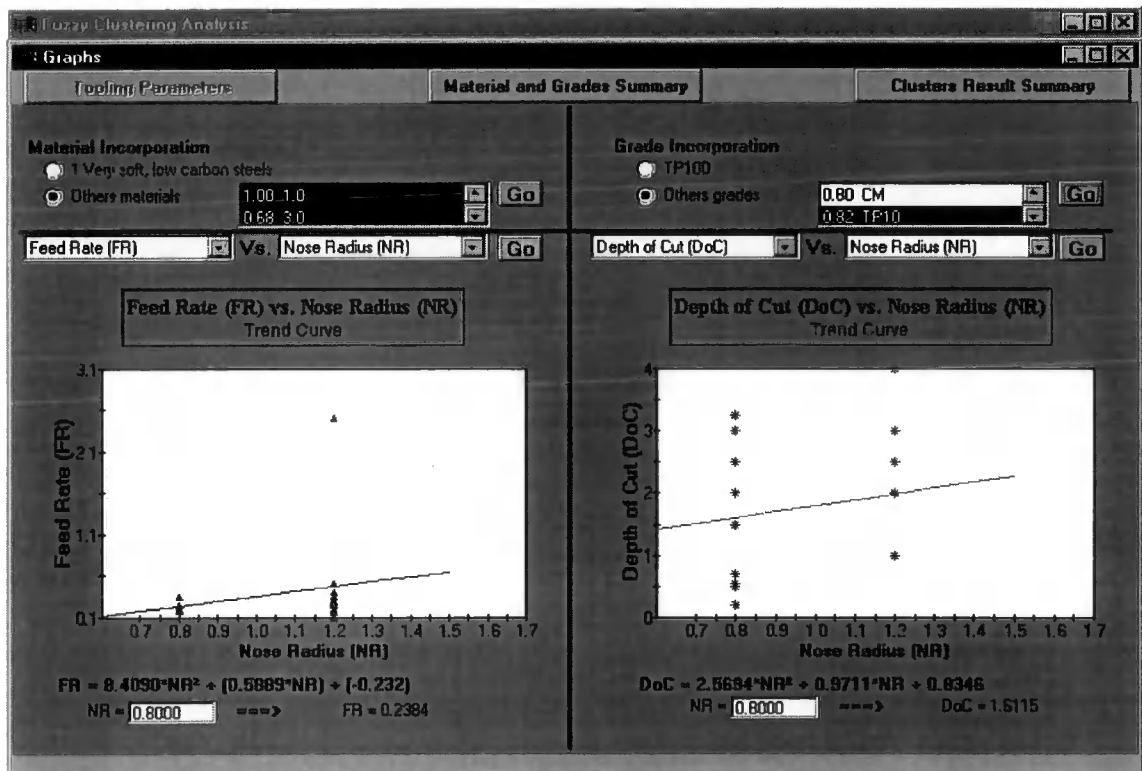 Fuzzy Clustering Analysis
Graphs
Tooling Parameters
Material and Grades Summary
Clusters Result Summary
Material Incorporation
1 Very soft, low carbon steels
Others materials
1.00 1.0
0.68 3.0
Go
Feed Rate (FR) Vs. Nose Radius (NR) Go
Feed Rate (FR) vs. Nose Radius (NR)
Trend Curve
Feed Rate (FR)
3.1
2.1
1.1
0.1
0.7 0.8 0.9 1.0 1.1 1.2 1.3 1.4 1.5 1.6 1.7
Nose Radius (NR)
FR = 8.4090*NR² + (0.5889*NR) + (-0.232)
NR = 0.8000 ===> FR = 0.2384
Grade Incorporation
TP100
Others grades
0.80 CM
0.82 TP10
Go
Depth of Cut (DoC) Vs. Nose Radius (NR) Go
Depth of Cut (DoC) vs. Nose Radius (NR)
Trend Curve
Depth of Cut (DoC)
4
3
2
1
0
0.7 0.8 0.9 1.0 1.1 1.2 1.3 1.4 1.5 1.6 1.7
Nose Radius (NR)
DoC = 2.5694*NR² + 0.9711*NR + 0.8346
NR = 0.8000 ===> DoC = 1.6115